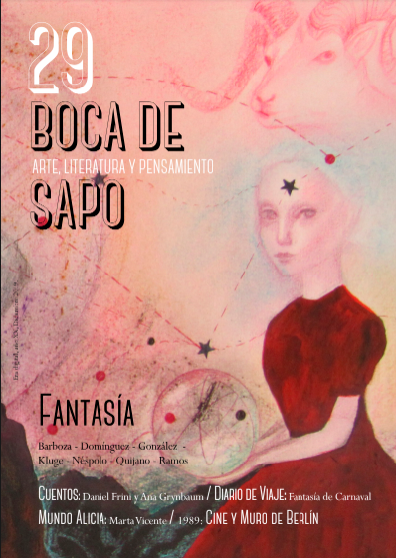 29
BOCA DE
ARTE, LITERATURA Y PENSAMIENTO
SAPO
FANTASÍA
Barboza - Domínguez - González -
Kluge - Néspolo - Quijano - Ramos
CUENTOS: Daniel Frini y Ana Grynbaum / DIARIO DE VIAJE: Fantasía de Carnaval
MUNDO ALICIA: Marta Vicente / 1989: CINE Y MURO DE BERLÍN